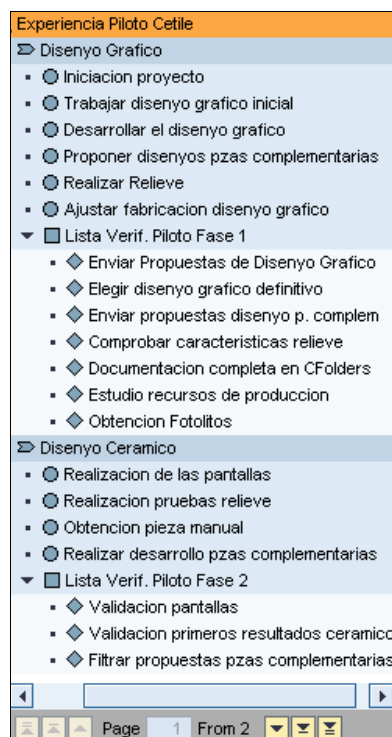 Experiencia Piloto Cetile
Disenyo Grafico
Iniciacion proyecto
Trabajar disenyo grafico inicial
Desarrollar el disenyo grafico
Proponer disenyos pzas complementarias
Realizar Relieve
Ajustar fabricacion disenyo grafico
Lista Verif. Piloto Fase 1
Enviar Propuestas de Disenyo Grafico
Elegir disenyo grafico definitivo
Enviar propuestas disenyo p. complem
Comprobar caracteristicas relieve
Documentacion completa en CFolders
Estudio recursos de produccion
Obtencion Fotolitos
Disenyo Ceramico
Realizacion de las pantallas
Realizacion pruebas relieve
Obtencion pieza manual
Realizar desarrollo pzas complementarias
Lista Verif. Piloto Fase 2
Validacion pantallas
Validacion primeros resultados ceramico
Filtrar propuestas pzas complementarias
Page 1 From 2